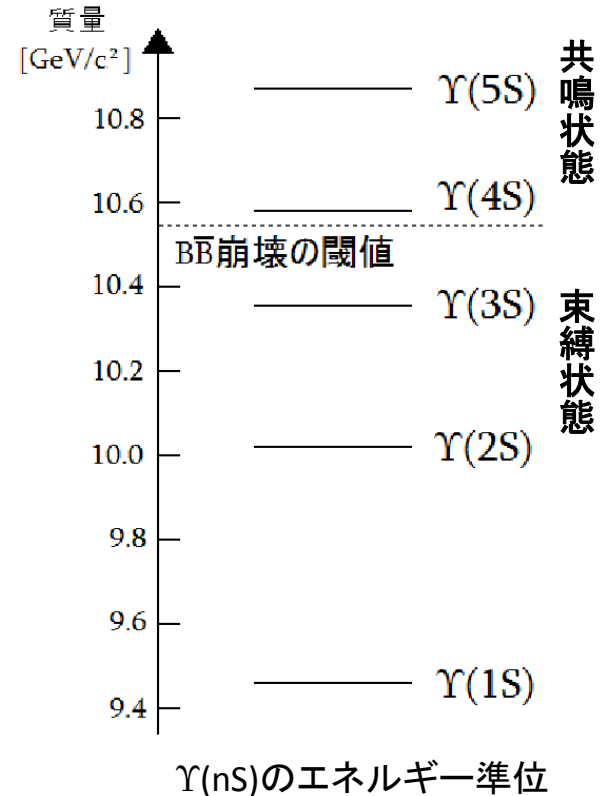 質量
[GeV/c²]
ϒ(5S)
10.8
共鳴状態
10.6
ϒ(4S)
BB̅崩壊の閾値
10.4
ϒ(3S)
束縛状態
10.2
10.0
ϒ(2S)
9.8
9.6
ϒ(1S)
9.4
ϒ(nS)のエネルギー準位